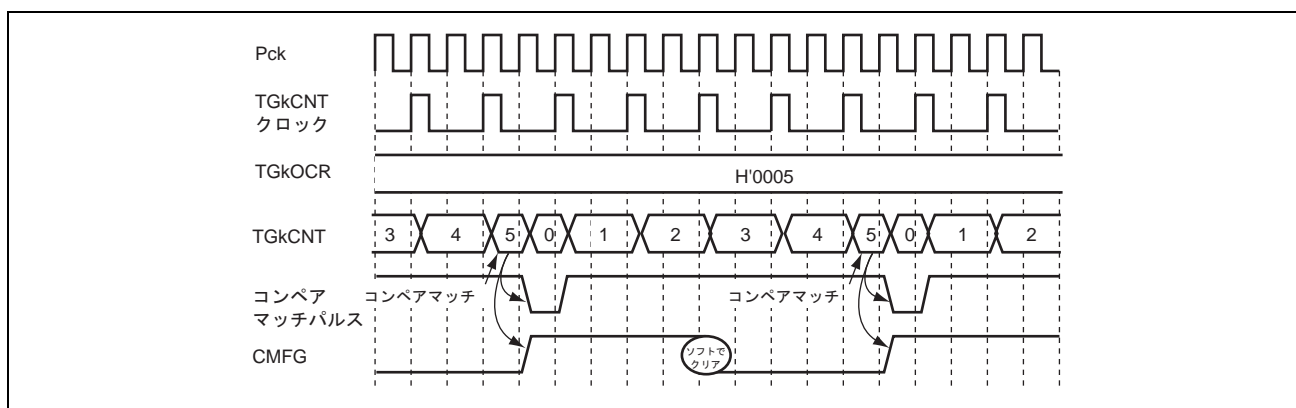 Pck
TGkCNT
クロック
TGkOCR
H'0005
TGkCNT
3 4 5 0 1 2 3 4 5 0 1 2
コンペア
マッチパルス
コンペアマッチ
コンペアマッチ
CMFG
ソフトで
クリア